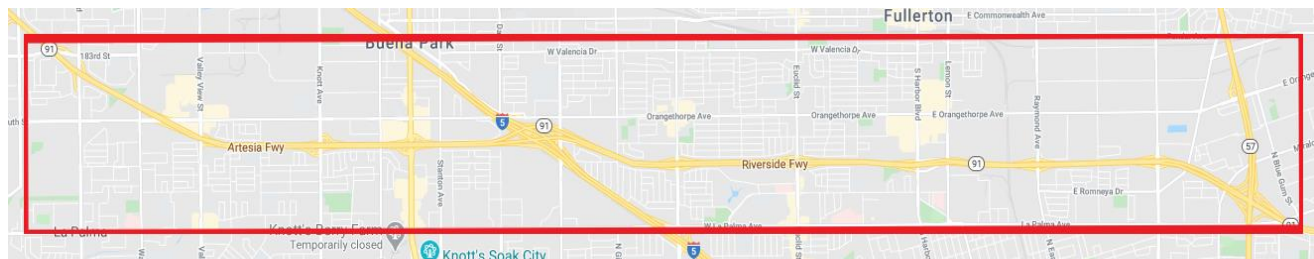 Fullerton
E Commonwealth Ave
91
183rd St
Buena Park
Da
St
W Valencia Dr
W Valencia Dr
Valley View St
Knott Ave
Euclid St
S Harbor Blvd
Lemon St
Raymond Ave
E Orange
5
91
Orangethorpe Ave
Orangethorpe Ave
E Orangethorpe Ave
Artesia Fwy
Riverside Fwy
91
57
Stanton Ave
E Romneya Dr
N Blue Gum St
La Palma
Knott's Berry Farm
Temporarily closed
W La Palma Ave
La Palma Ave
91
Knott's Soak City
5